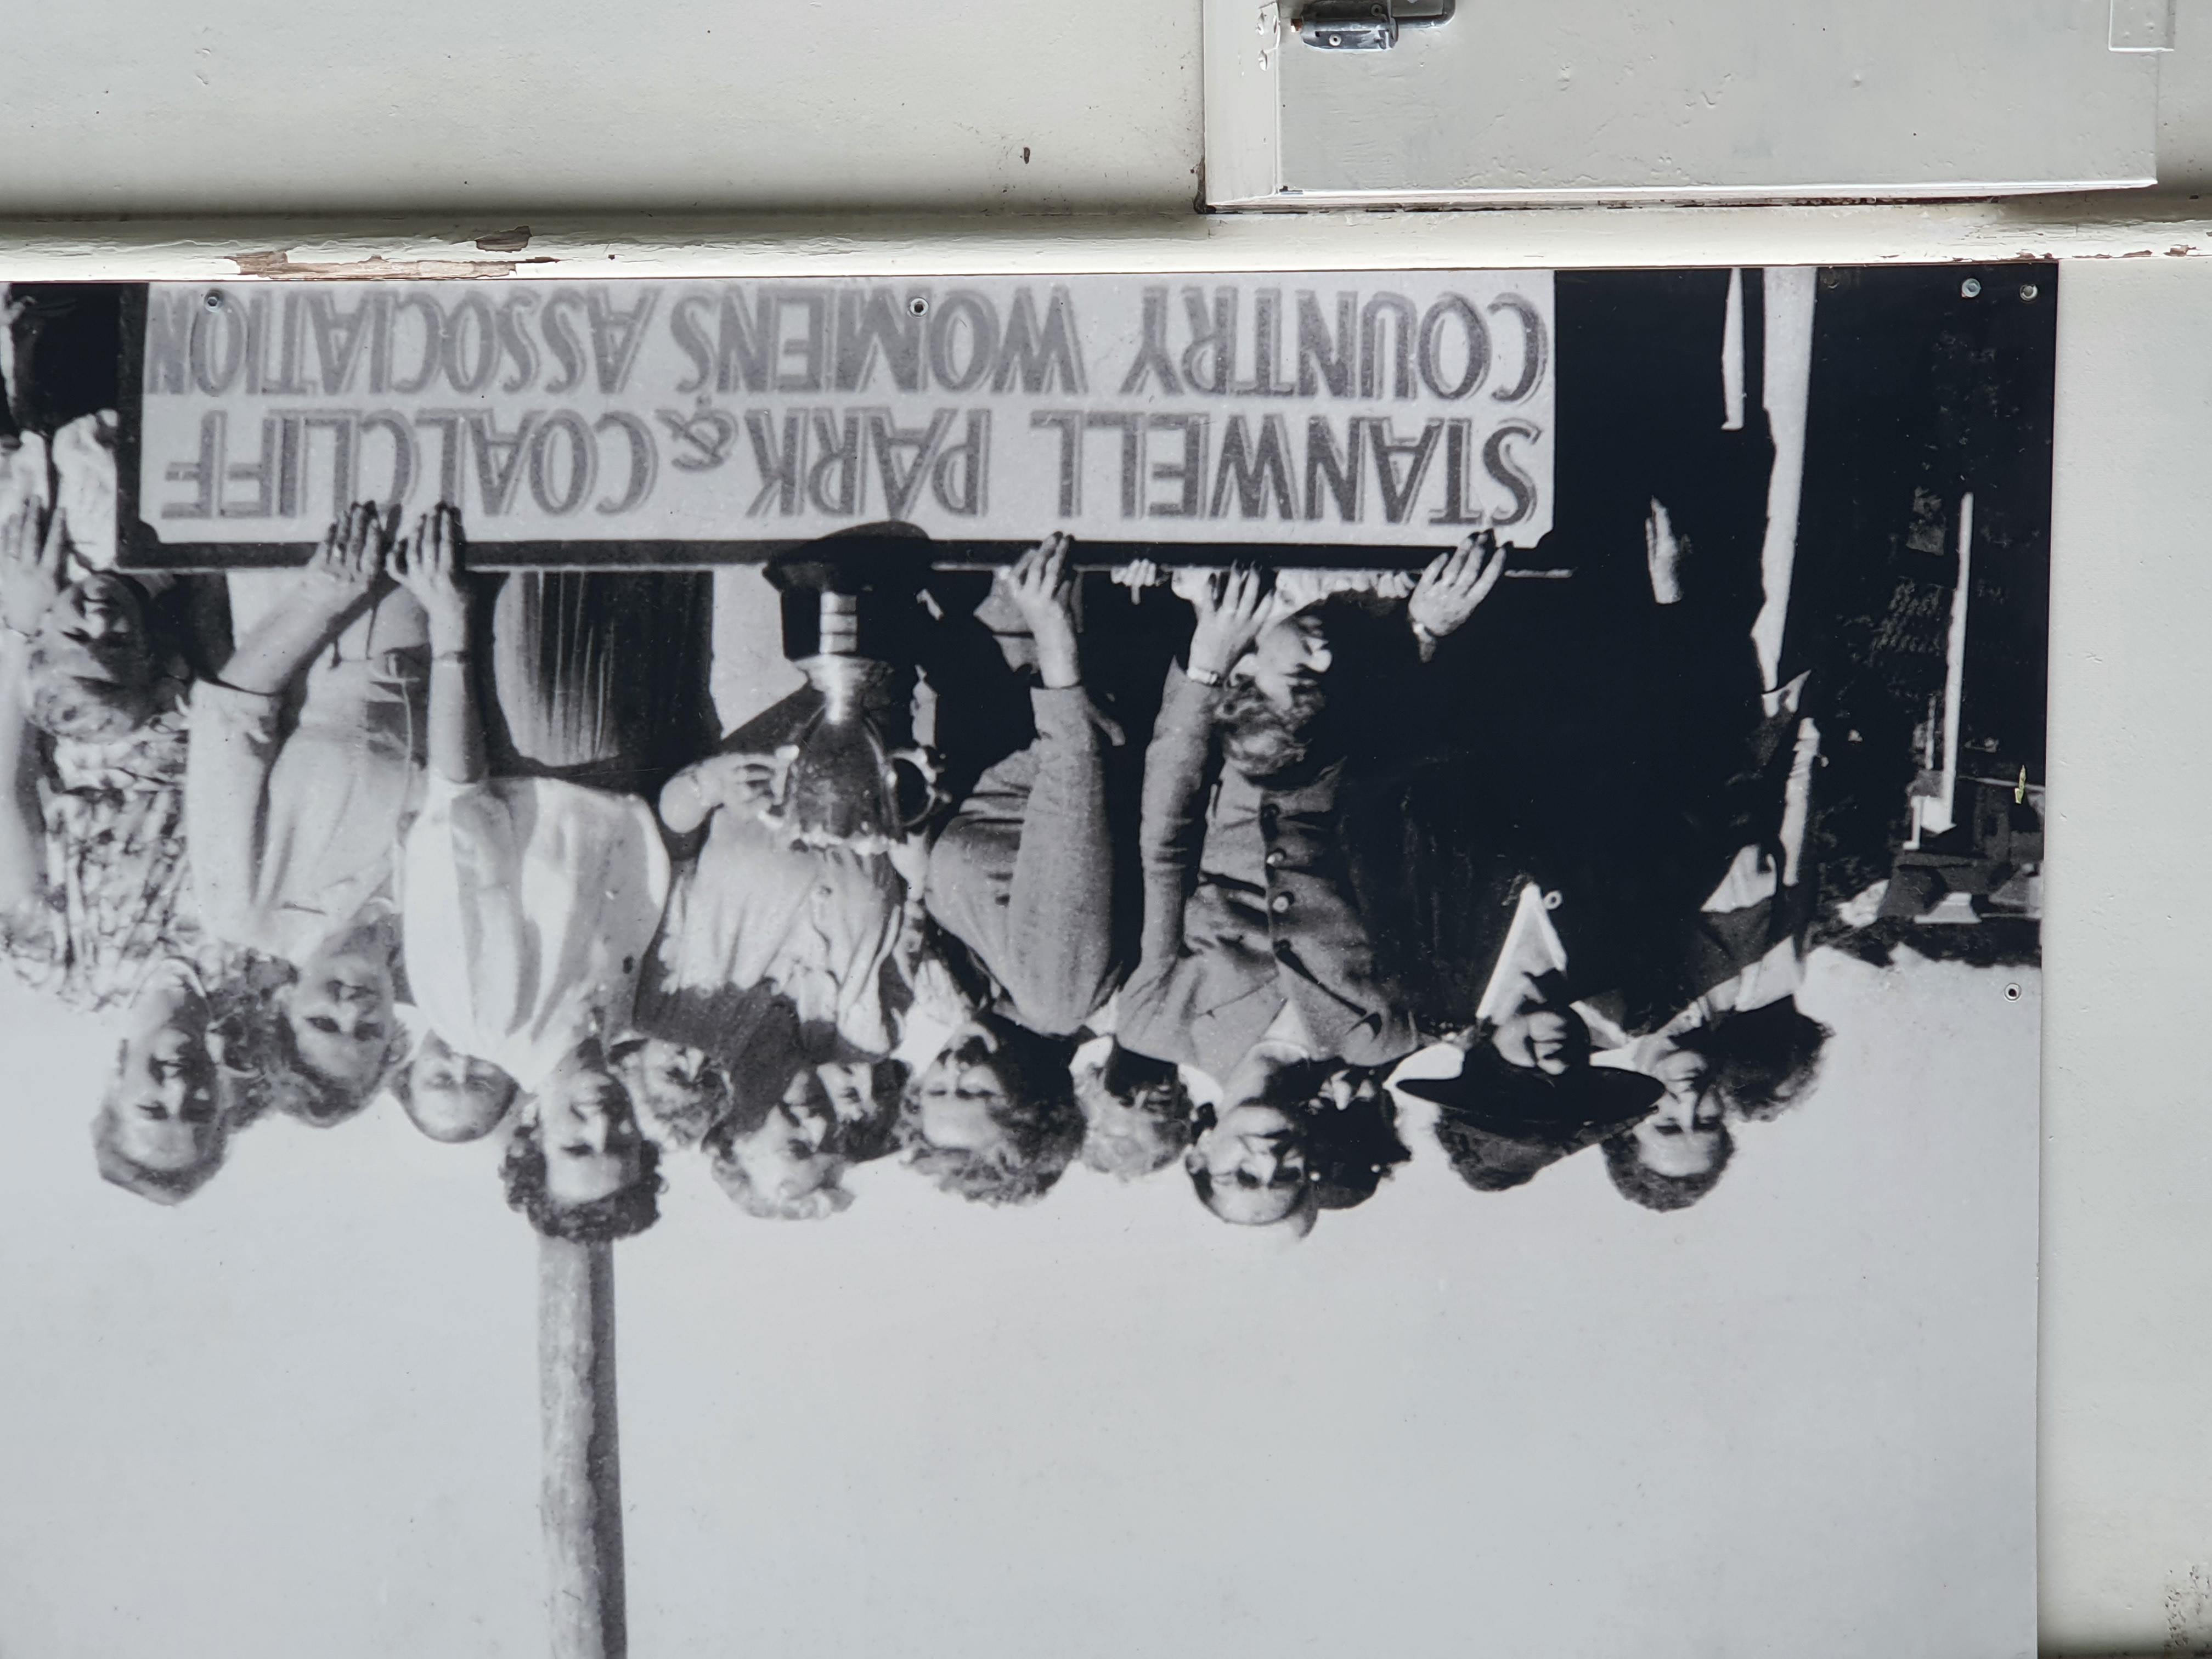 STANWELL PARK & COALCLIFF
COUNTRY WOMENS ASSOCIATION